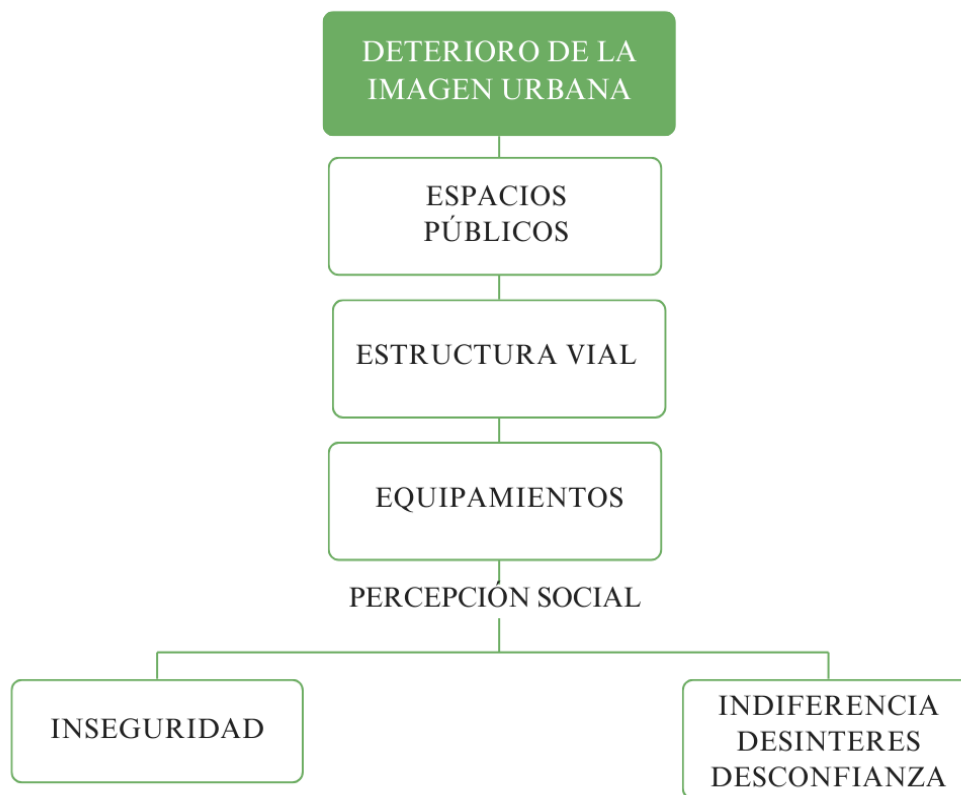 DETERIORO DE LA
IMAGEN URBANA
ESPACIOS
PÚBLICOS
ESTRUCTURA VIAL
EQUIPAMIENTOS
PERCEPCIÓN SOCIAL
INSEGURIDAD
INDIFERENCIA
DESINTERES
DESCONFIANZA